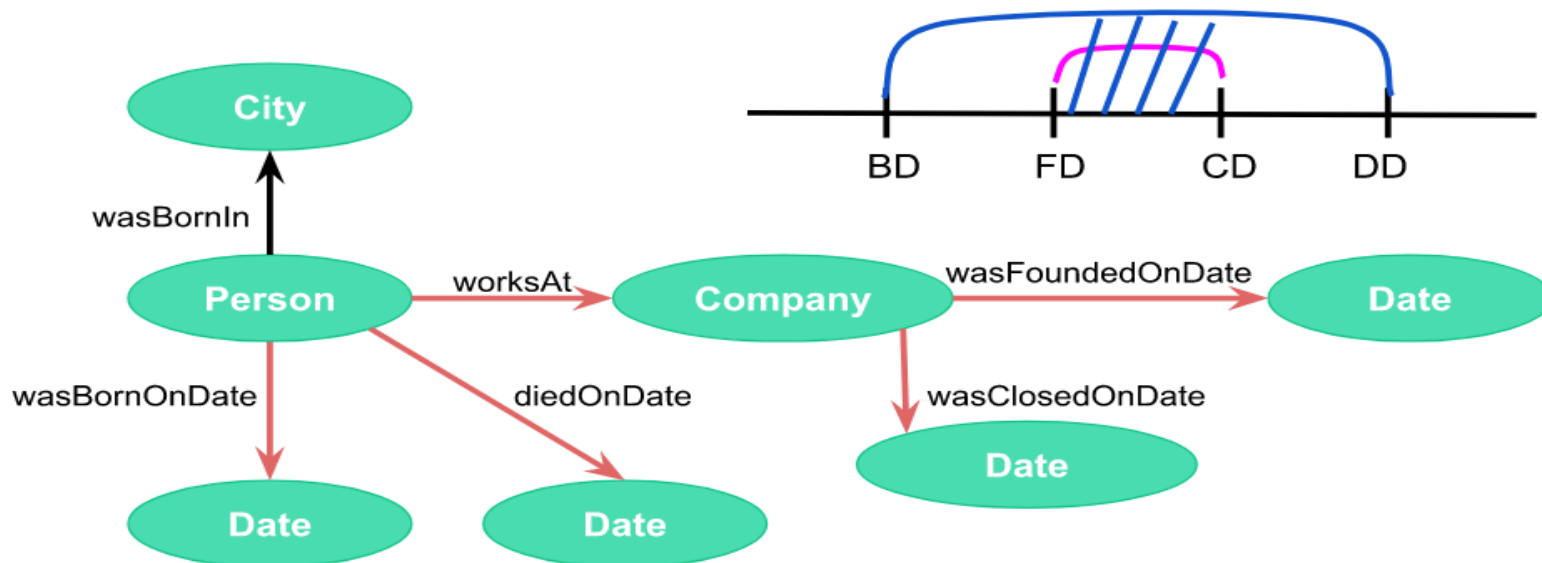 City
BD FD CD DD
wasBornIn
Person
worksAt
Company
wasFoundedOnDate
Date
wasBornOnDate
diedOnDate
wasClosedOnDate
Date
Date
Date